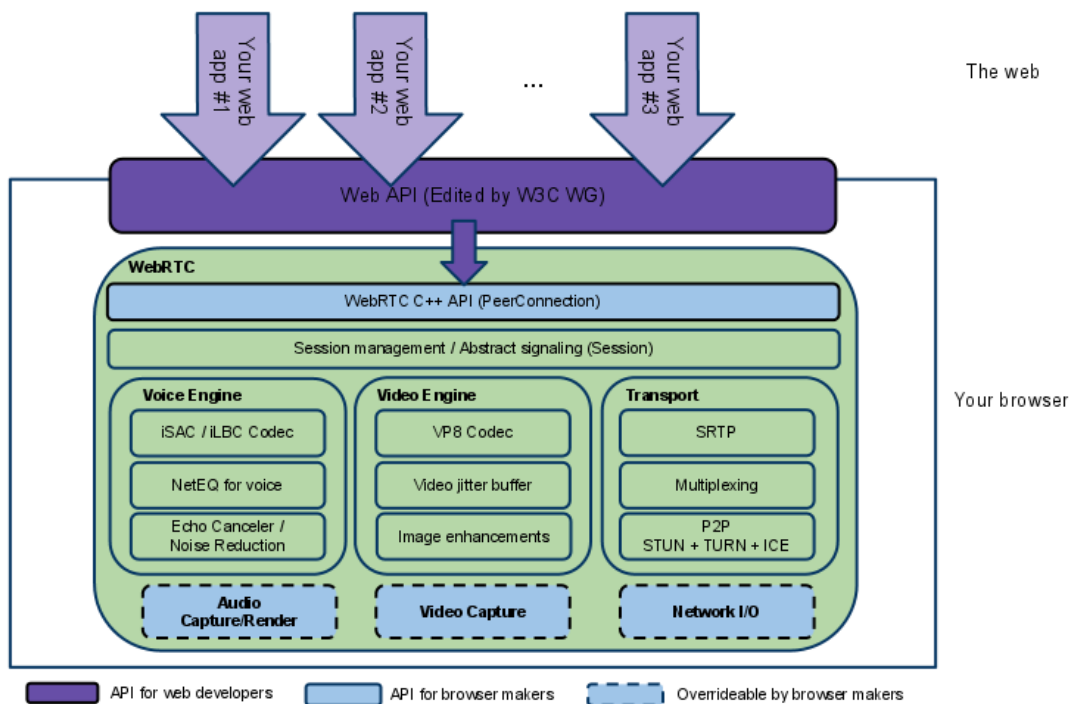 Your web
app #1
Your web
app #2
...
Your web
app #3
The web
Web API (Edited by W3C WG)
WebRTC
WebRTC C++ API (PeerConnection)
Session management / Abstract signaling (Session)
Your browser
Voice Engine
iSAC / iLBC Codec
NetEQ for voice
Echo Canceler /
Noise Reduction
Video Engine
VP8 Codec
Video jitter buffer
Image enhancements
Transport
SRTP
Multiplexing
P2P
STUN + TURN + ICE
Audio
Capture/Render
Video Capture
Network I/O
API for web developers
API for browser makers
Overrideable by browser makers